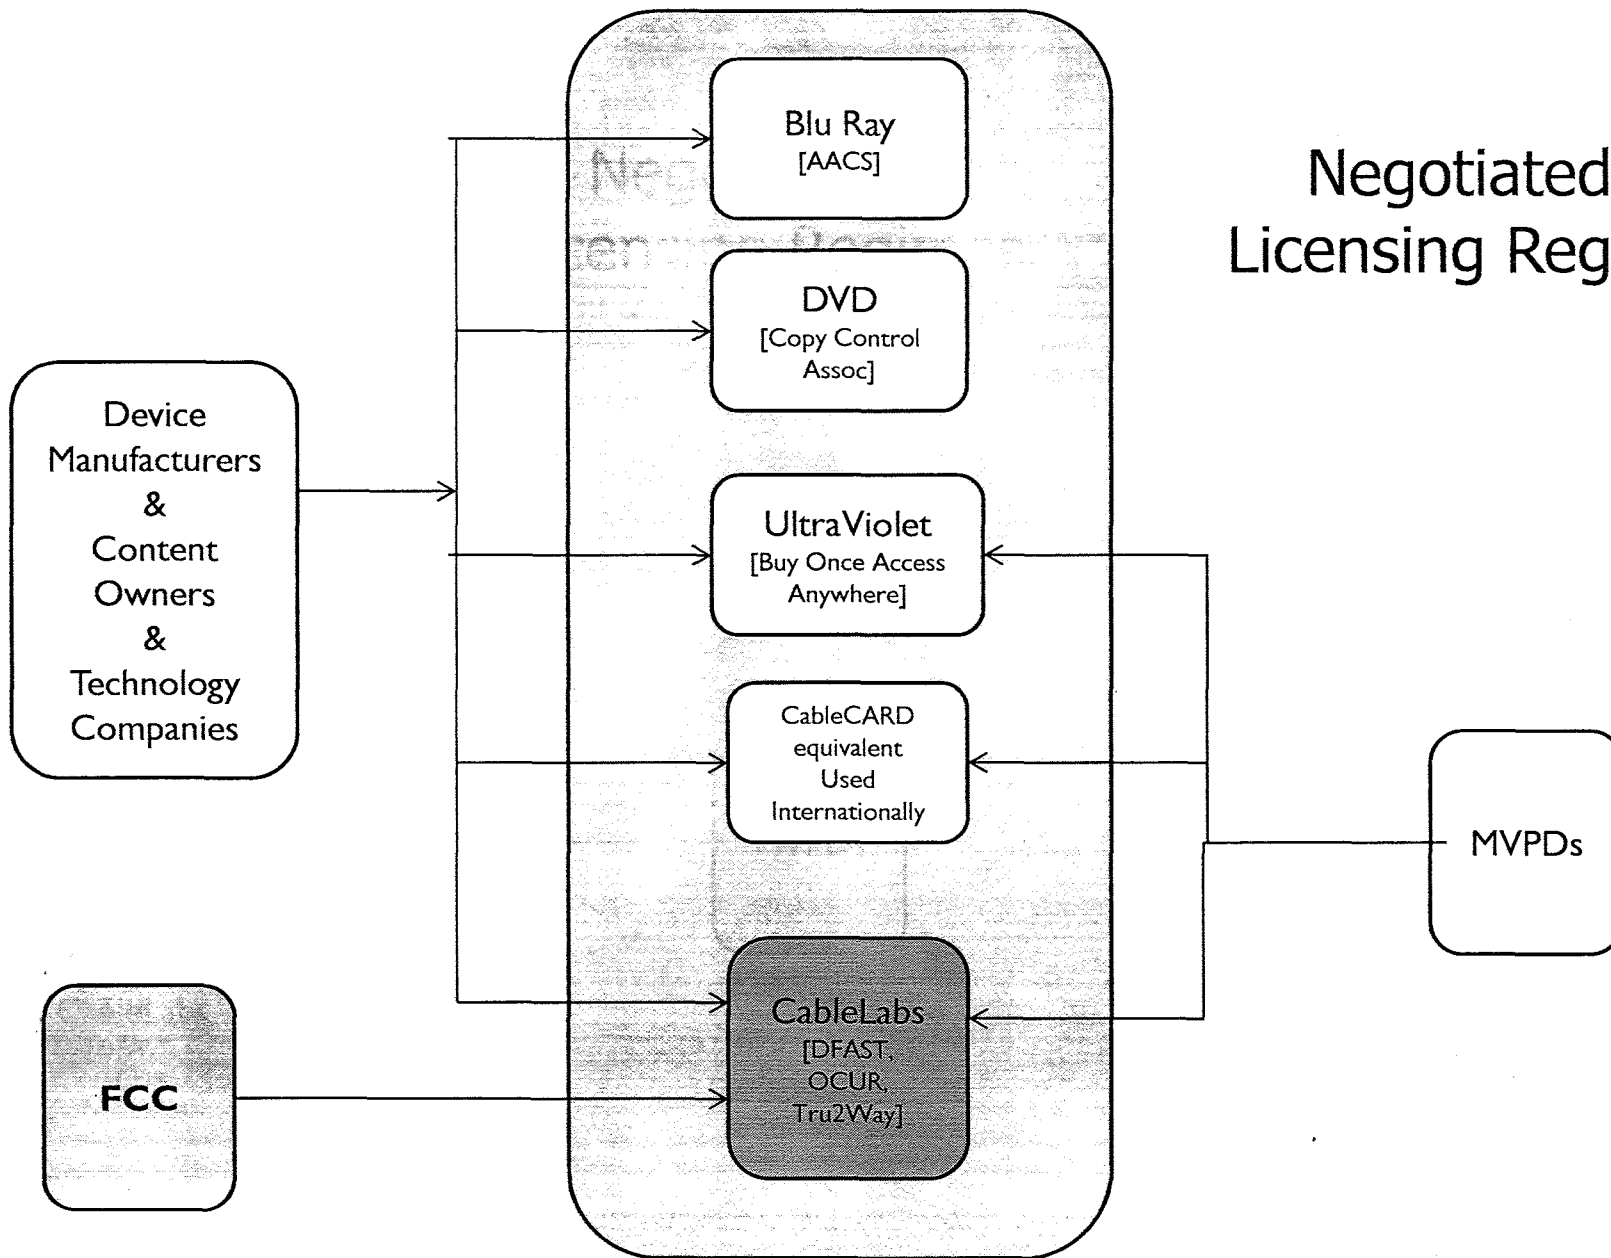 Negotiated
Licensing Reg
Blu Ray
[AACS]
DVD
[Copy Control
Assoc]
Device
Manufacturers
&
Content
Owners
&
Technology
Companies
UltraViolet
[Buy Once Access
Anywhere]
CableCARD
equivalent
Used
Internationally
MVPDs
CableLabs
[DFAST,
OCUR,
Tru2Way]
FCC